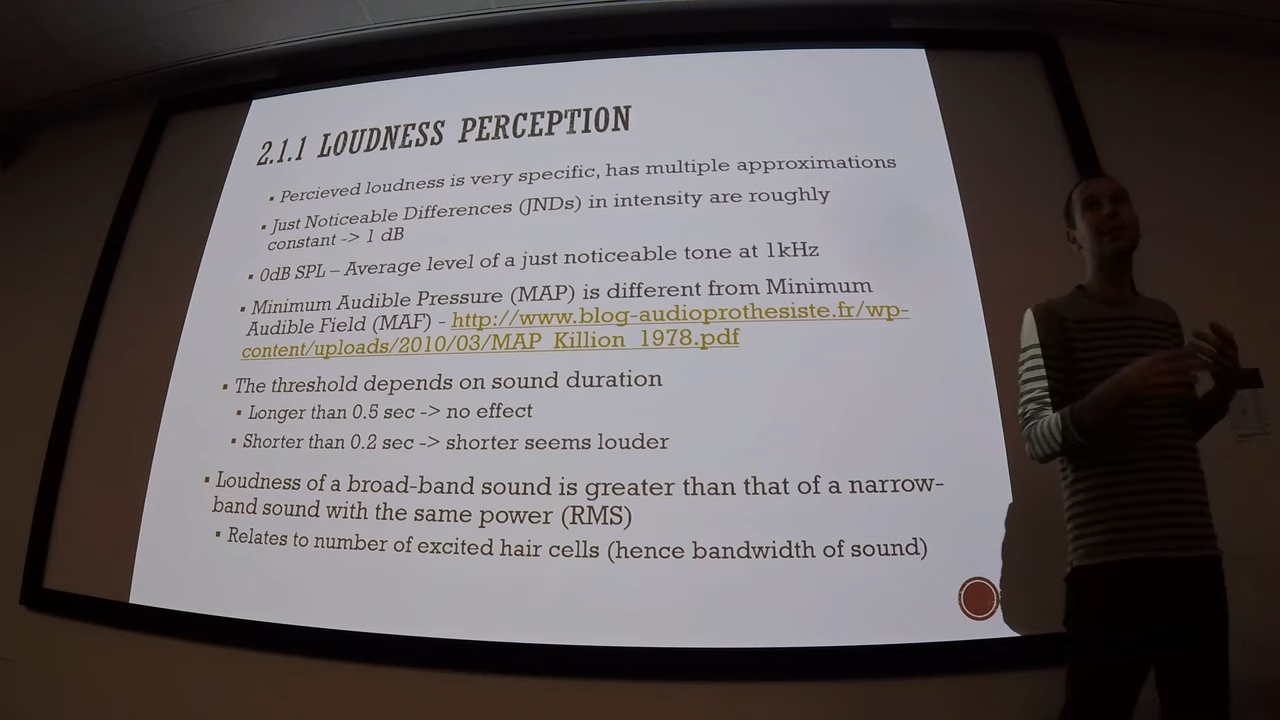 2.1.1 LOUDNESS PERCEPTION
▪ Percieved loudness is very specific, has multiple approximations
▪ Just Noticeable Differences (JNDs) in intensity are roughly
constant -> 1 dB
▪ 0dB SPL – Average level of a just noticeable tone at 1kHz
▪ Minimum Audible Pressure (MAP) is different from Minimum
Audible Field (MAF) - http://www.blog-audioprothesiste.fr/wp-
content/uploads/2010/03/MAP_Killion_1978.pdf
▪ The threshold depends on sound duration
▪ Longer than 0.5 sec -> no effect
▪ Shorter than 0.2 sec -> shorter seems louder
▪ Loudness of a broad-band sound is greater than that of a narrow-
band sound with the same power (RMS)
▪ Relates to number of excited hair cells (hence bandwidth of sound)